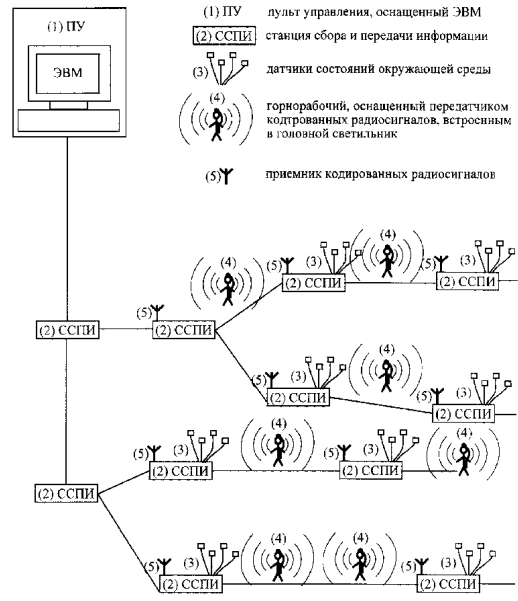 (1) ПУ
ЭВМ
(1) ПУ пульт управления, оснащенный ЭВМ
(2) ССПИ станция сбора и передачи информации
(3) датчики состояний окружающей среды
(4)
горнорабочий, оснащенный передатчиком
кодтрованных радиосигналов, встроенным
в головной светильник
(5) приемник кодированных радиосигналов
(4)
(4)
(5) (3)
(2) ССПИ
(5) (3)
(2) ССПИ
(5)
(2) ССПИ
(2) ССПИ
(4)
(5) (3)
(2) ССПИ
(5) (3)
(2) ССПИ
(4)
(4)
(5) (3)
(2) ССПИ
(5) (3)
(2) ССПИ
(2) ССПИ
(4)
(4)
(5) (3)
(2) ССПИ
(5) (3)
(2) ССПИ